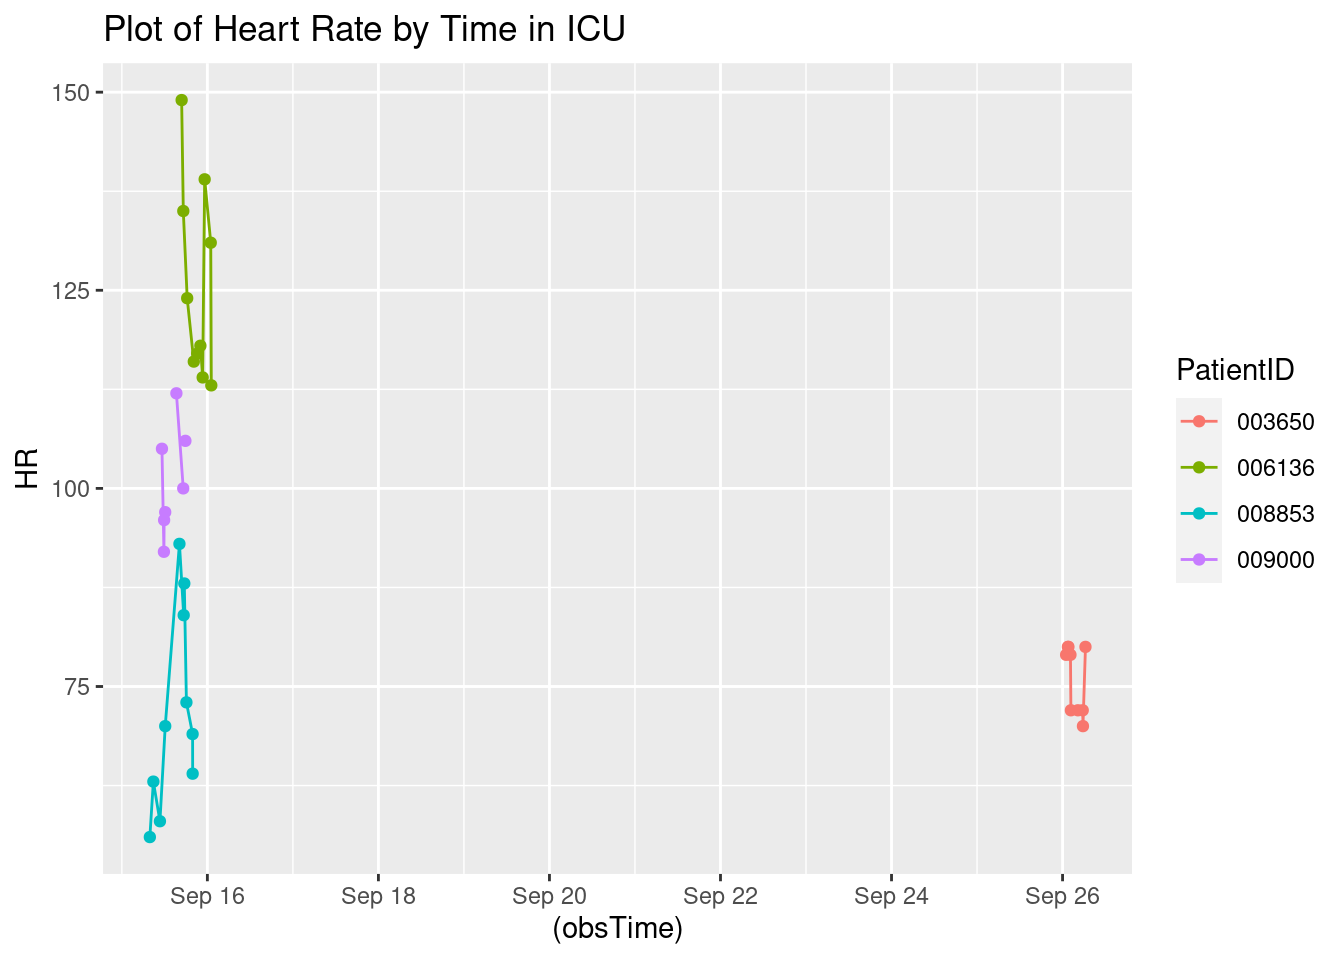 Plot of Heart Rate by Time in ICU
150
125
100
75
HR
Sep 16 Sep 18 Sep 20 Sep 22 Sep 24 Sep 26
(obsTime)
PatientID
003650
006136
008853
009000